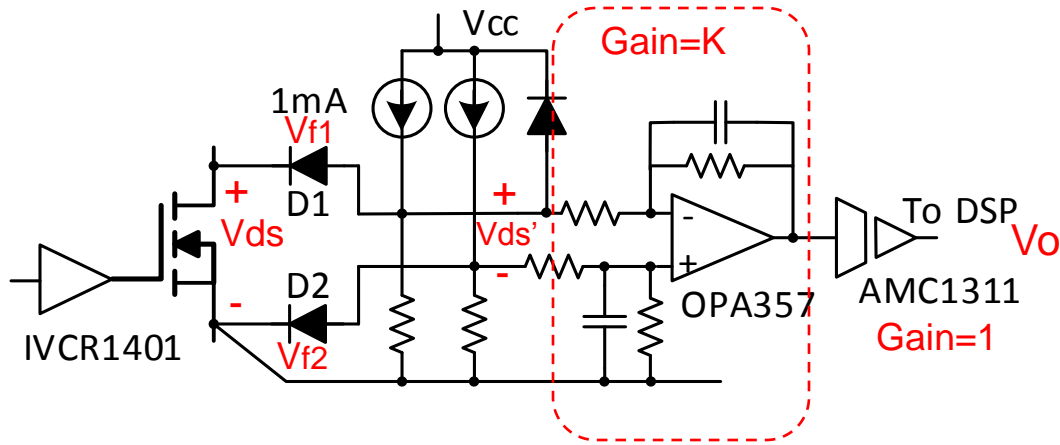 Vcc
Gain=K
1mA
Vf1
+
D1
Vds
-
+
Vds'
-
-
+
To DSP
Vo
D2
IVCR1401
Vf2
OPA357
AMC1311
Gain=1